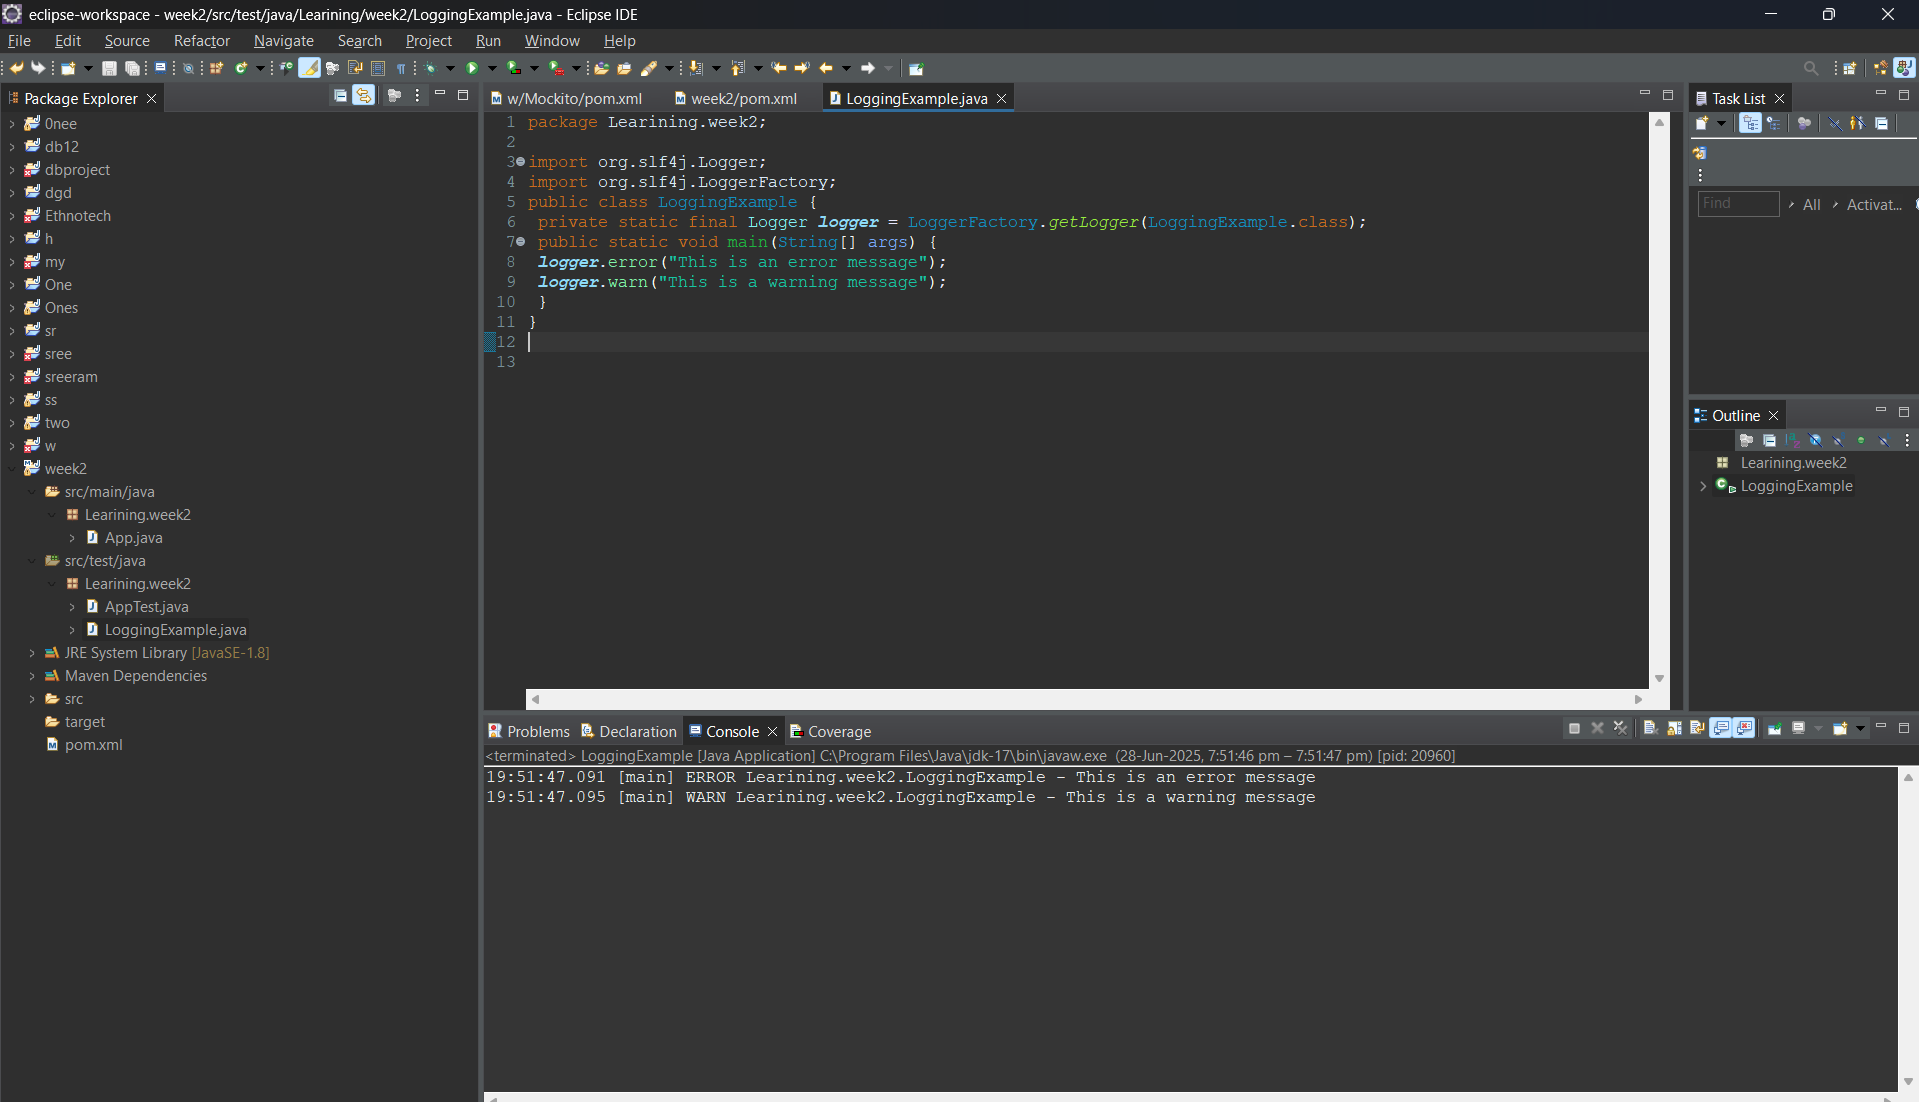 eclipse-workspace - week2/src/test/java/Learining/week2/LoggingExample.java - Eclipse IDE
File Edit Source Refactor Navigate Search Project Run Window Help
Package Explorer
0nee
db12
dbproject
dgd
Ethnotech
h
my
One
Ones
sr
sree
sreeram
ss
two
w
week2
src/main/java
Learining.week2
App.java
src/test/java
Learining.week2
AppTest.java
LoggingExample.java
JRE System Library [JavaSE-1.8]
Maven Dependencies
src
target
pom.xml
w/Mockito/pom.xml week2/pom.xml LoggingExample.java
1 package Learining.week2;
2
3 import org.slf4j.Logger;
4 import org.slf4j.LoggerFactory;
5 public class LoggingExample {
6 private static final Logger logger = LoggerFactory.getLogger(LoggingExample.class);
7 public static void main(String[] args) {
8 logger.error("This is an error message");
9 logger.warn("This is a warning message");
10 }
11 }
12
13
Task List
Find All Activat...
Outline
Learining.week2
LoggingExample
Problems Declaration Console Coverage
<terminated> LoggingExample [Java Application] C:\Program Files\Java\jdk-17\bin\javaw.exe (28-Jun-2025, 7:51:46 pm – 7:51:47 pm) [pid: 20960]
19:51:47.091 [main] ERROR Learining.week2.LoggingExample - This is an error message
19:51:47.095 [main] WARN Learining.week2.LoggingExample - This is a warning message